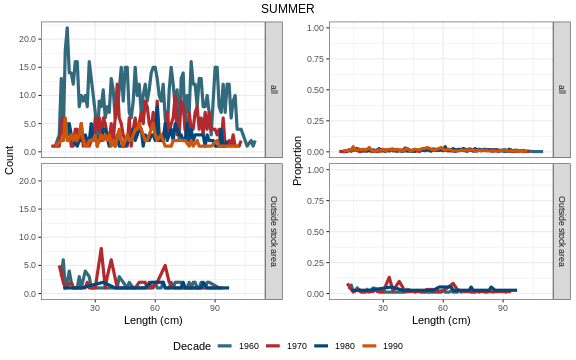 SUMMER
20.0
15.0
10.0
5.0
0.0
all
20.0
15.0
10.0
5.0
0.0
Outside stock area
Count
30 60 90
Length (cm)
1.00
0.75
0.50
0.25
0.00
all
1.00
0.75
0.50
0.25
0.00
Outside stock area
Proportion
30 60 90
Length (cm)
Decade 1960 1970 1980 1990